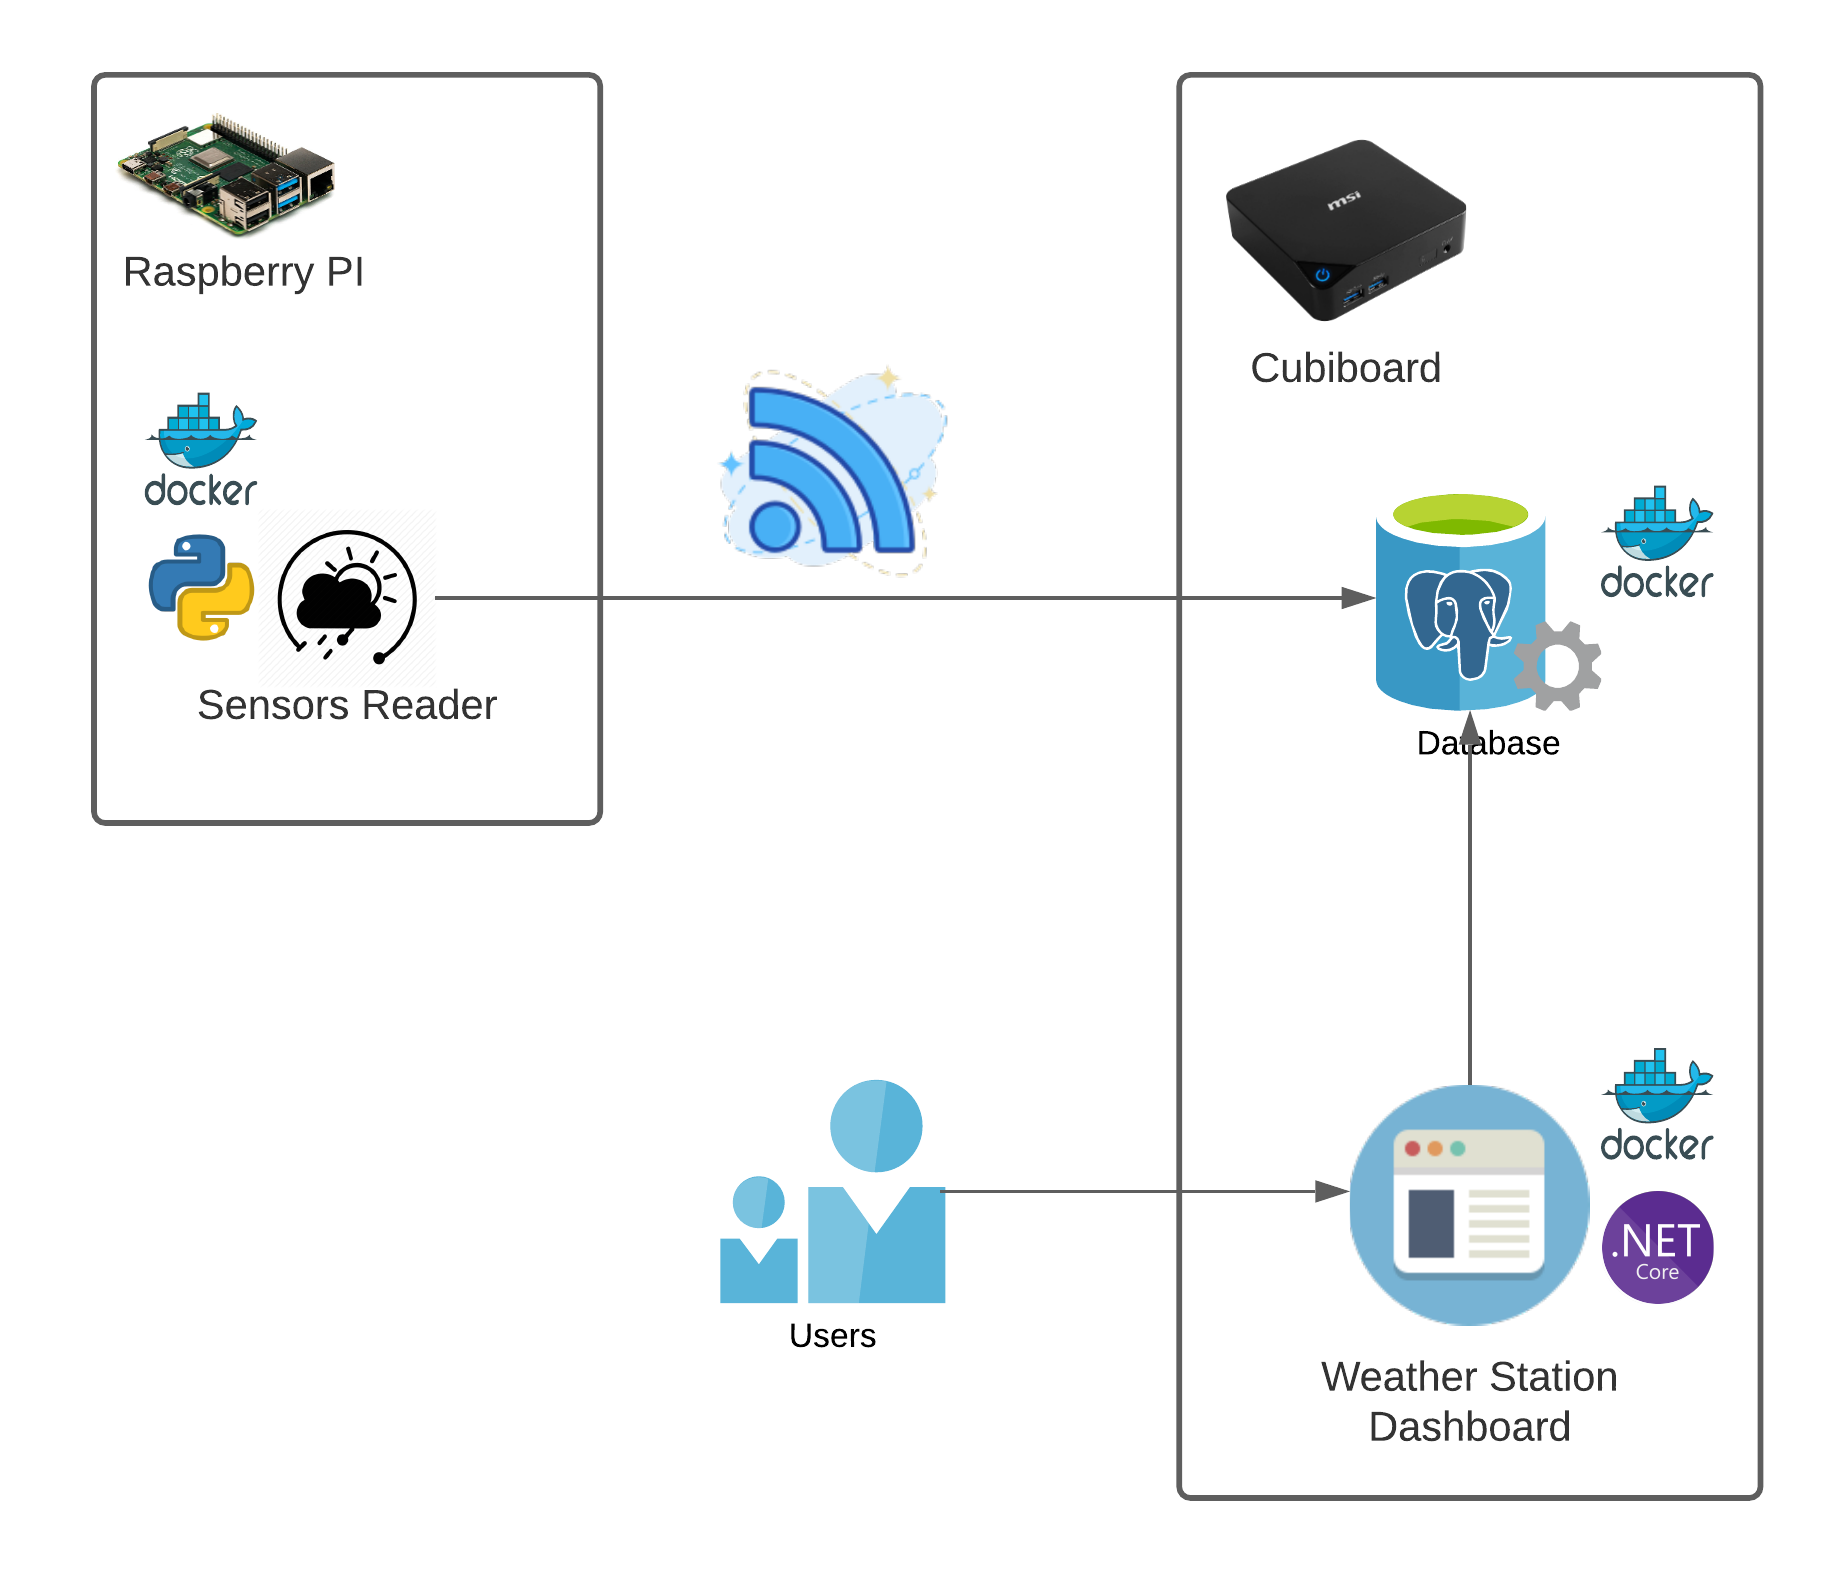 Raspberry PI
docker
Sensors Reader
msi
Cubiboard
docker
Database
docker
.NET
Core
Users
Weather Station
Dashboard